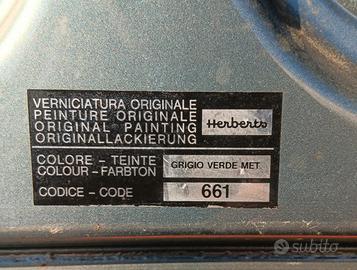 VERNICIATURA ORIGINALE
PEINTURE ORIGINALE
ORIGINAL PAINTING
ORIGINALLACKIERUNG
Herberts
COLORE - TEINTE
COLOUR - FARBTON
GRIGIO VERDE MET.
CODICE - CODE
661
subito